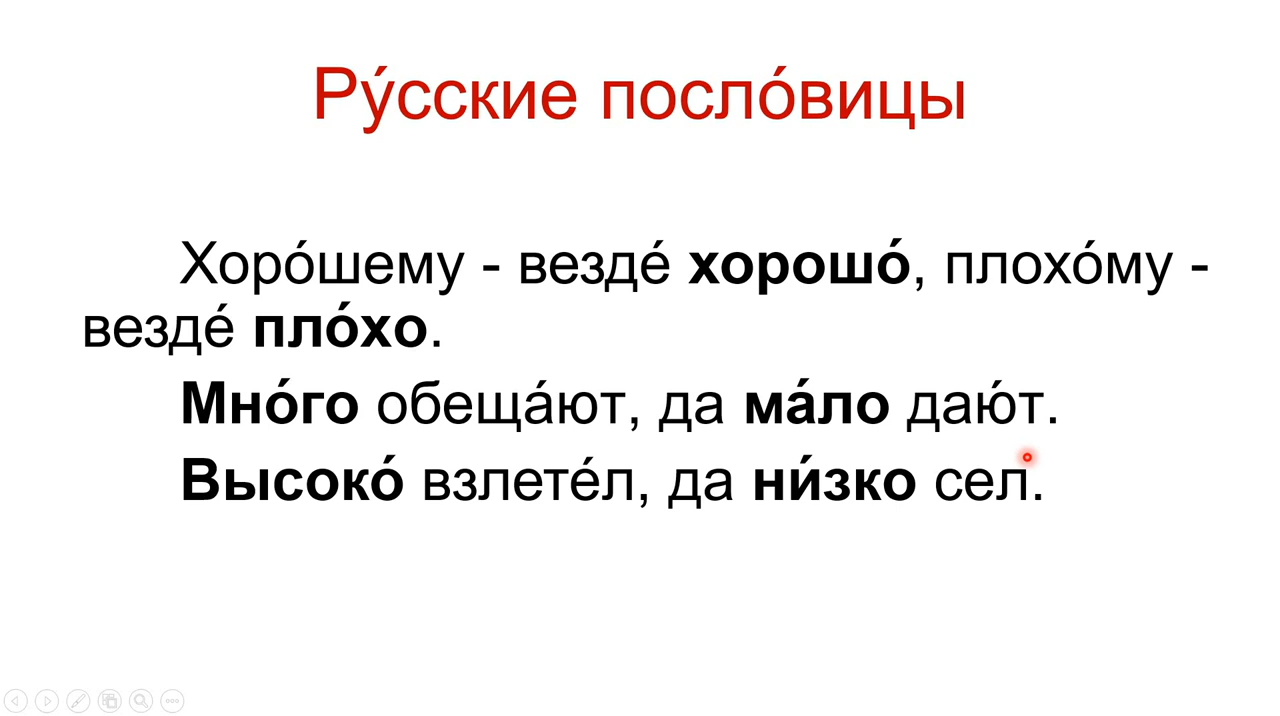 Ру́сские посло́вицы
Хоро́шему - везде́ хорошо́, плохо́му -
везде́ пло́хо.
Мно́го обеща́ют, да ма́ло даю́т.
Высоко́ взлете́л, да ни́зко сел.